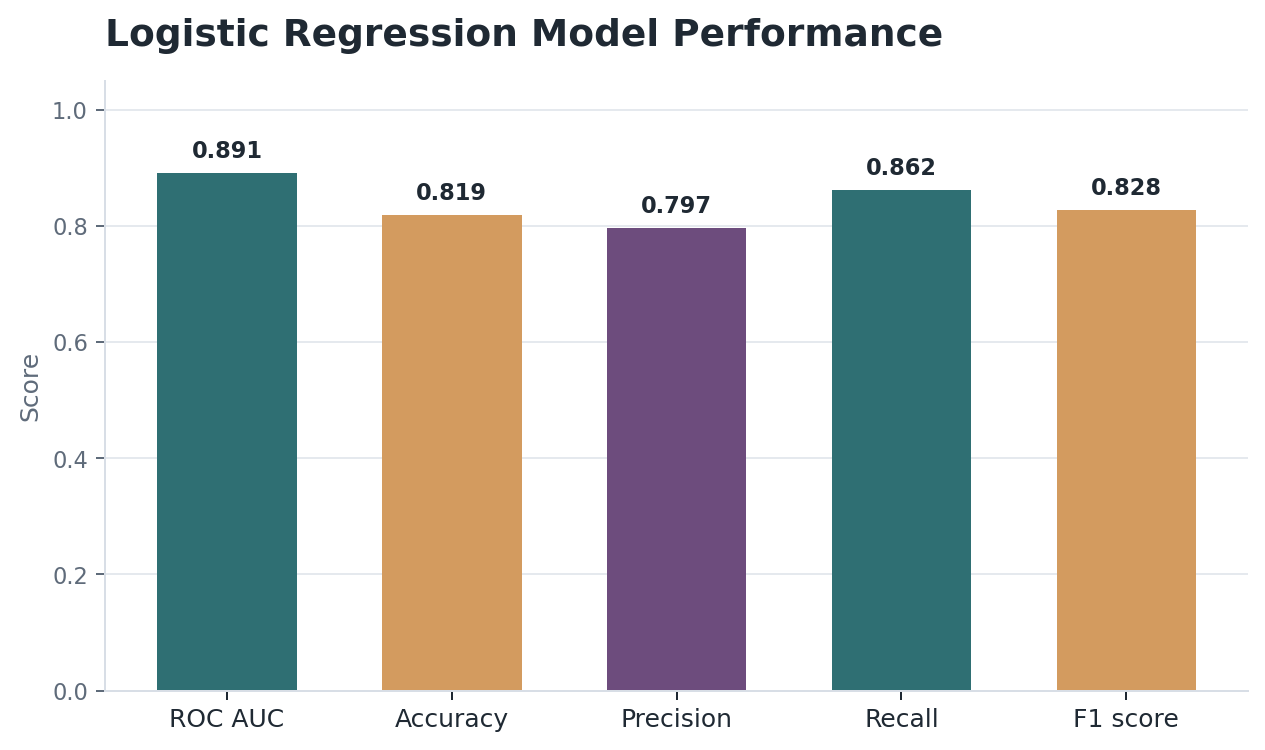 Logistic Regression Model Performance
1.0
0.8
0.6
0.4
0.2
0.0
Score
0.891
0.819
0.797
0.862
0.828
ROC AUC
Accuracy
Precision
Recall
F1 score